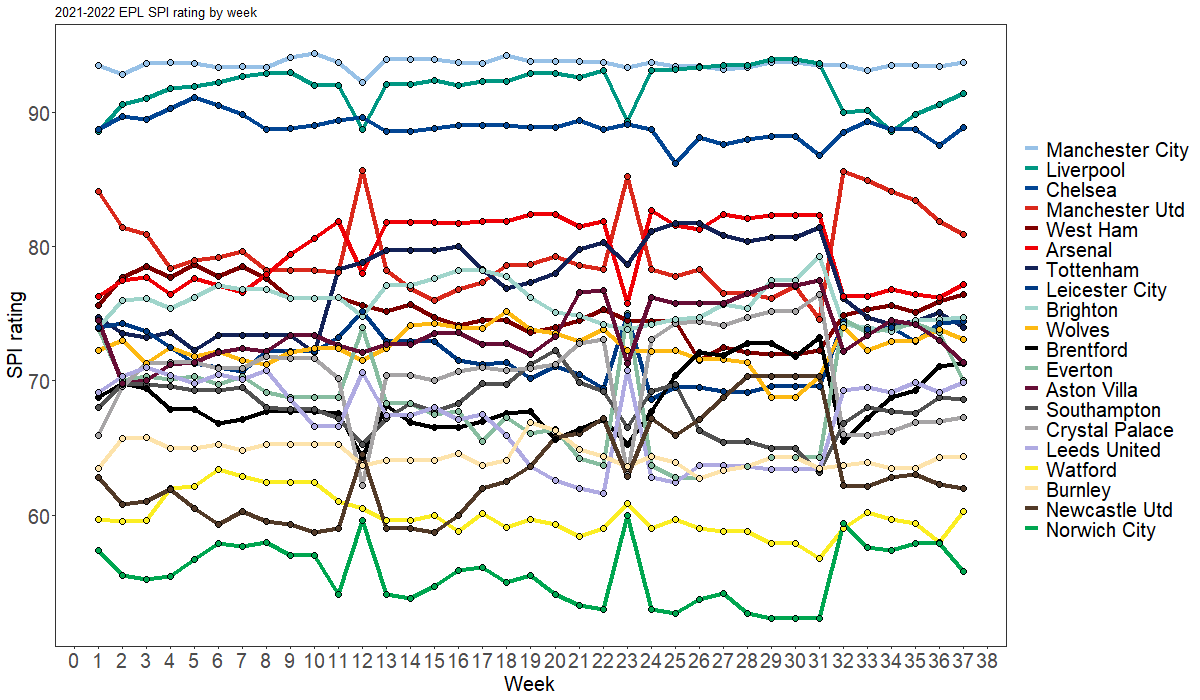 2021-2022 EPL SPI rating by week
SPI rating
90
80
70
60
0 1 2 3 4 5 6 7 8 9 10 11 12 13 14 15 16 17 18 19 20 21 22 23 24 25 26 27 28 29 30 31 32 33 34 35 36 37 38
Week
Manchester City
Liverpool
Chelsea
Manchester Utd
West Ham
Arsenal
Tottenham
Leicester City
Brighton
Wolves
Brentford
Everton
Aston Villa
Southampton
Crystal Palace
Leeds United
Watford
Burnley
Newcastle Utd
Norwich City